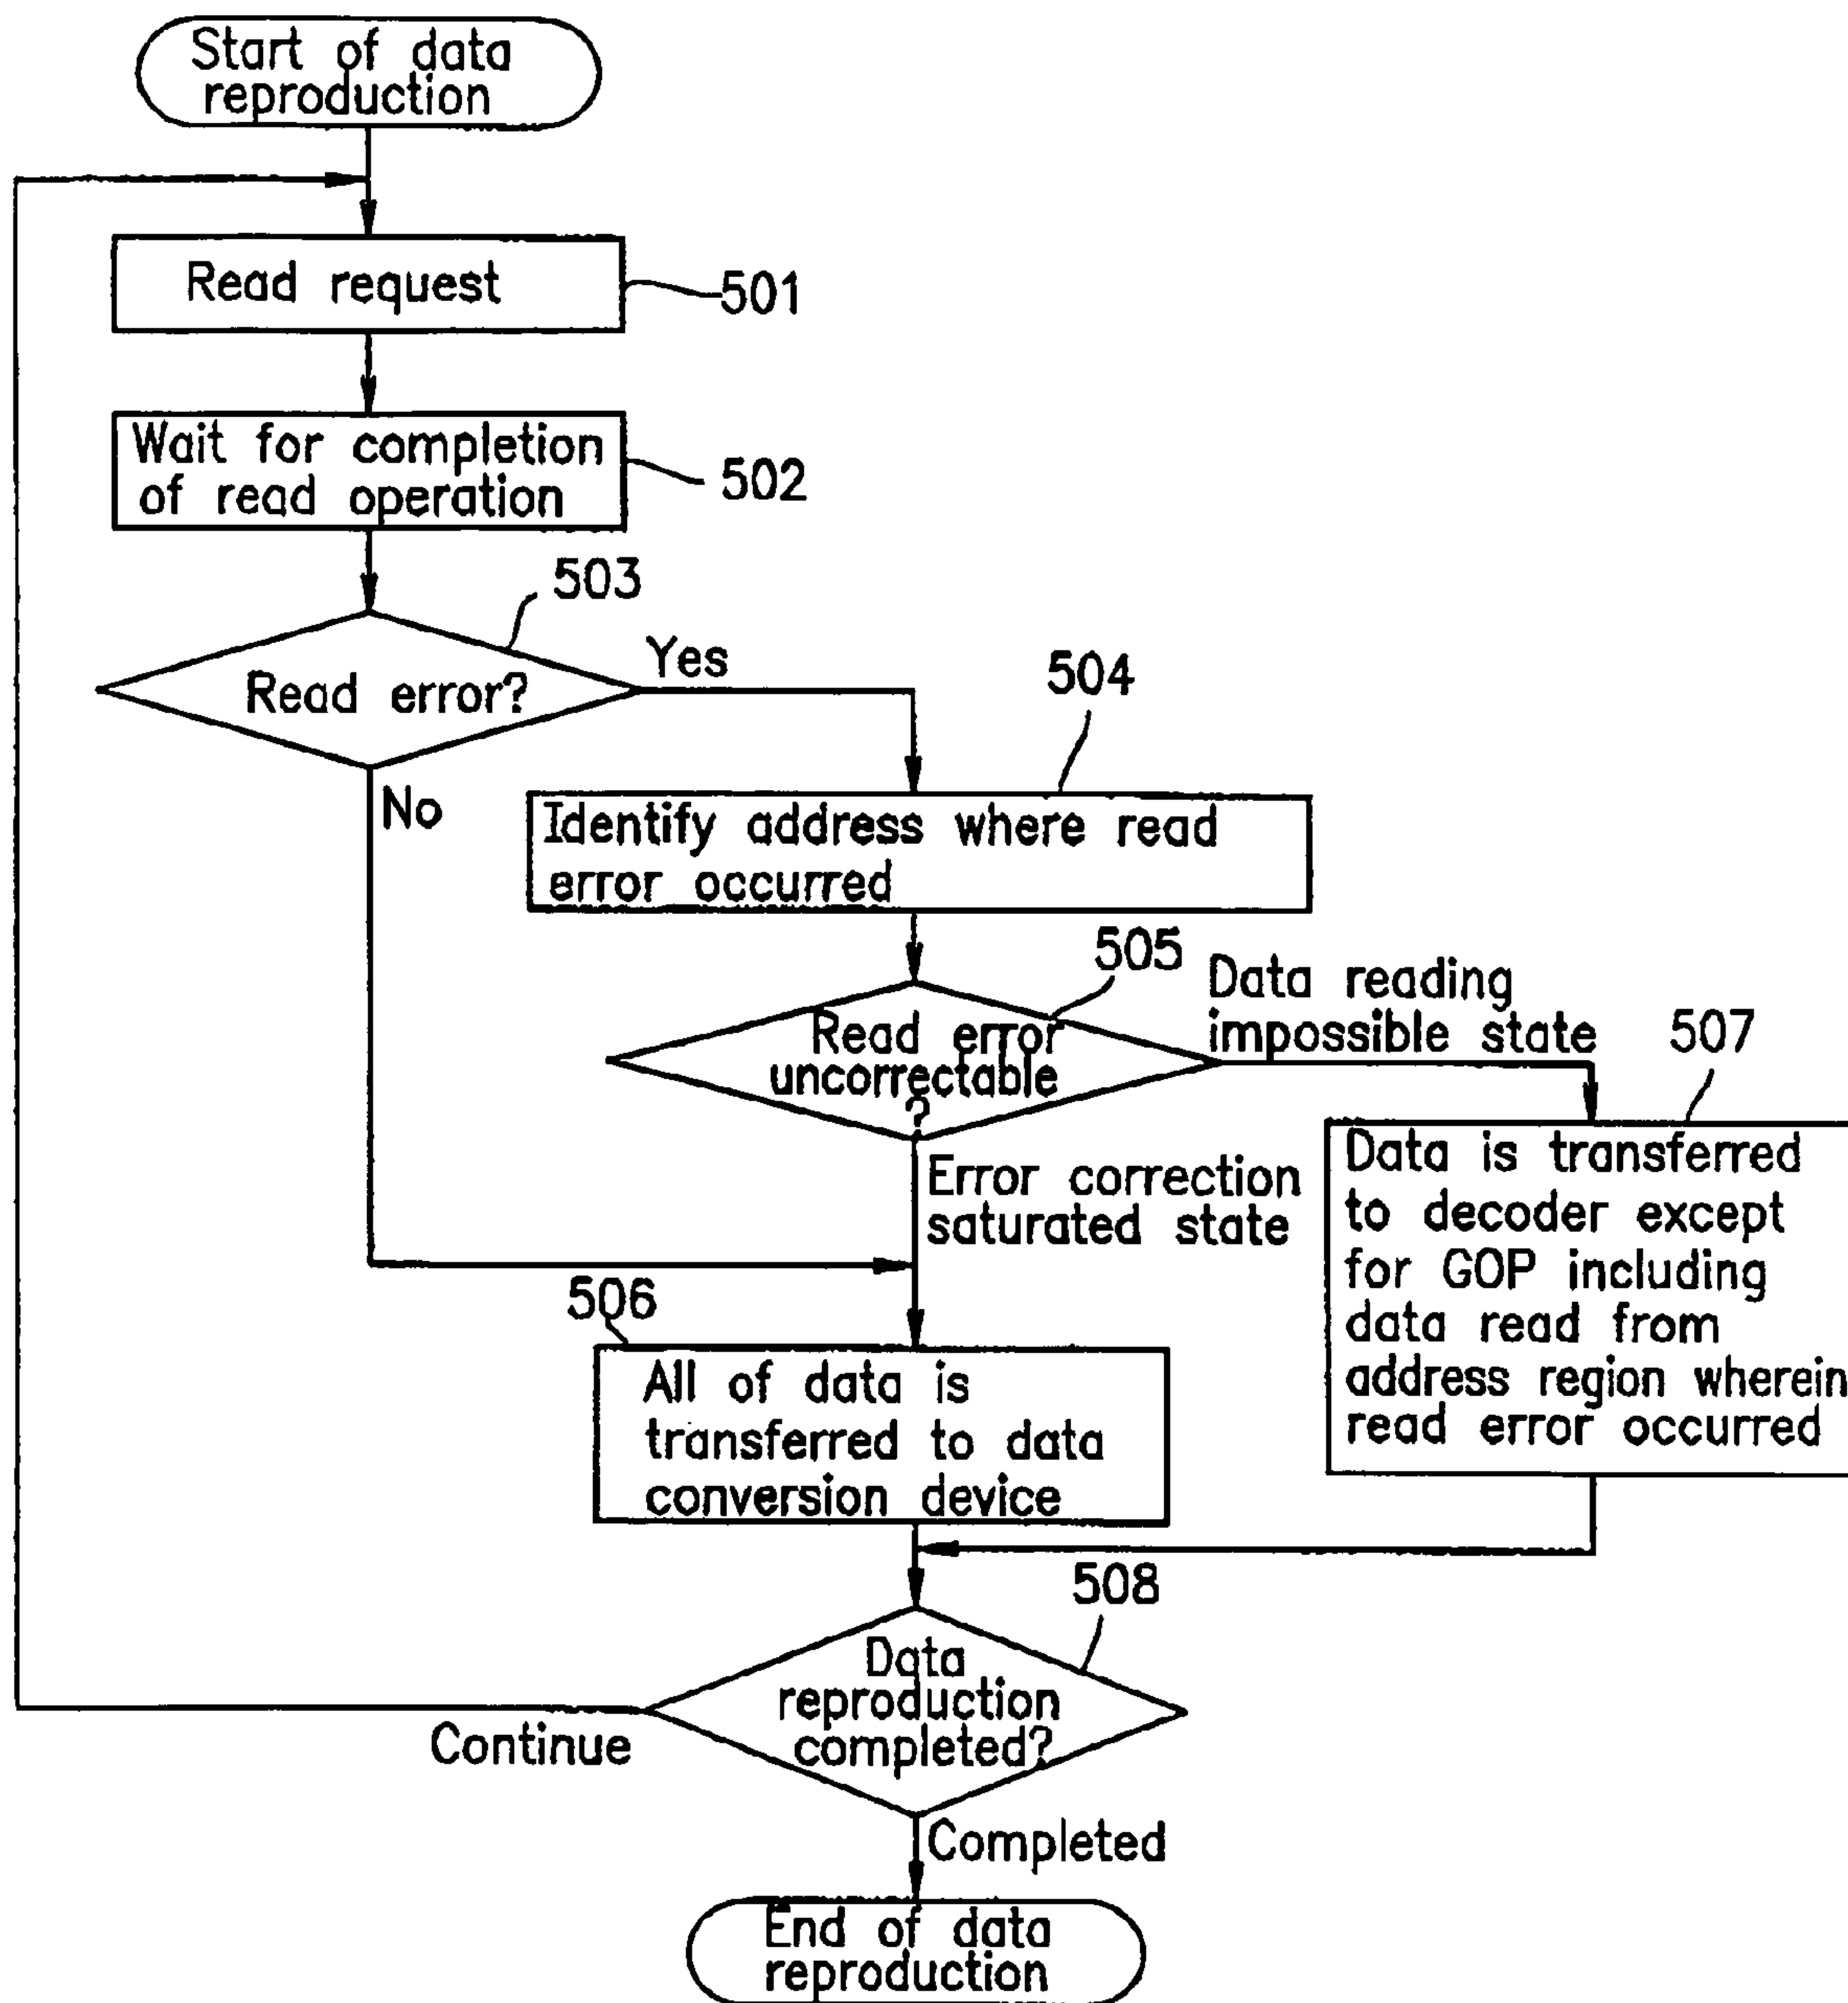 Start of data
reproduction
Read request
501
Wait for completion
of read operation
502
503
Read error?
Yes
No
504
Identify address where read
error occurred
505
Read error
uncorrectable
?
Data reading
impossible state
507
Error correction
saturated state
Data is transferred
to decoder except
for GOP including
data read from
address region wherein
read error occurred
506
All of data is
transferred to data
conversion device
508
Data
reproduction
completed?
Continue
Completed
End of data
reproduction